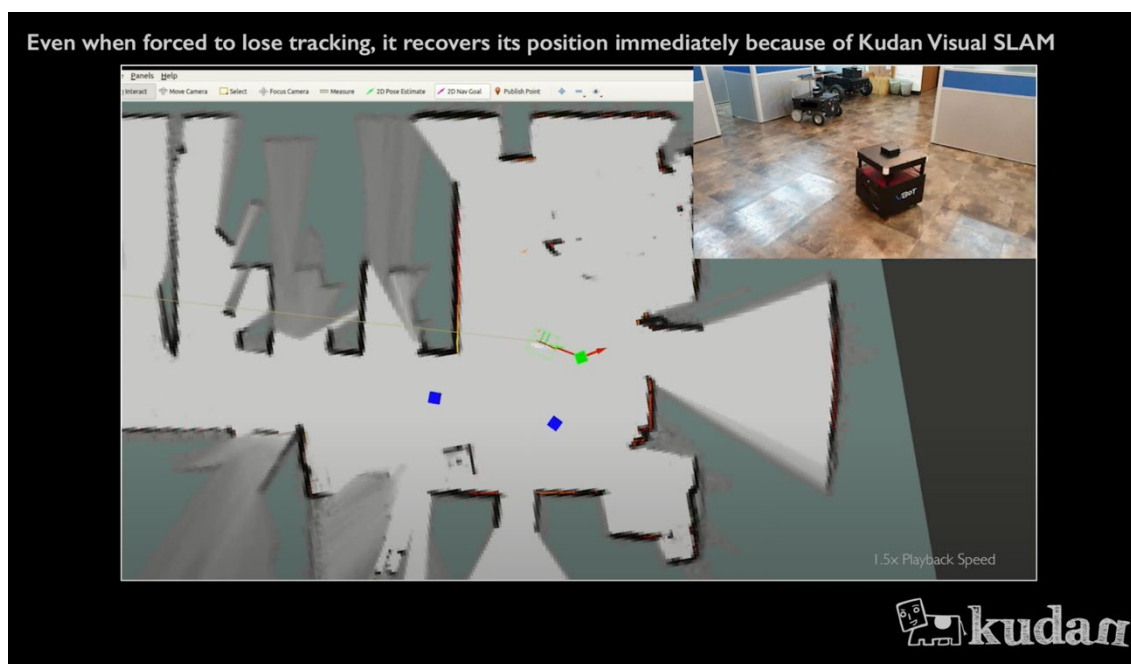 Even when forced to lose tracking, it recovers its position immediately because of Kudan Visual SLAM
Panels Help
Interact Move Camera Select Focus Camera Measure 2D Pose Estimate 2D Nav Goal Publish Point
1.5x Playback Speed
kudan